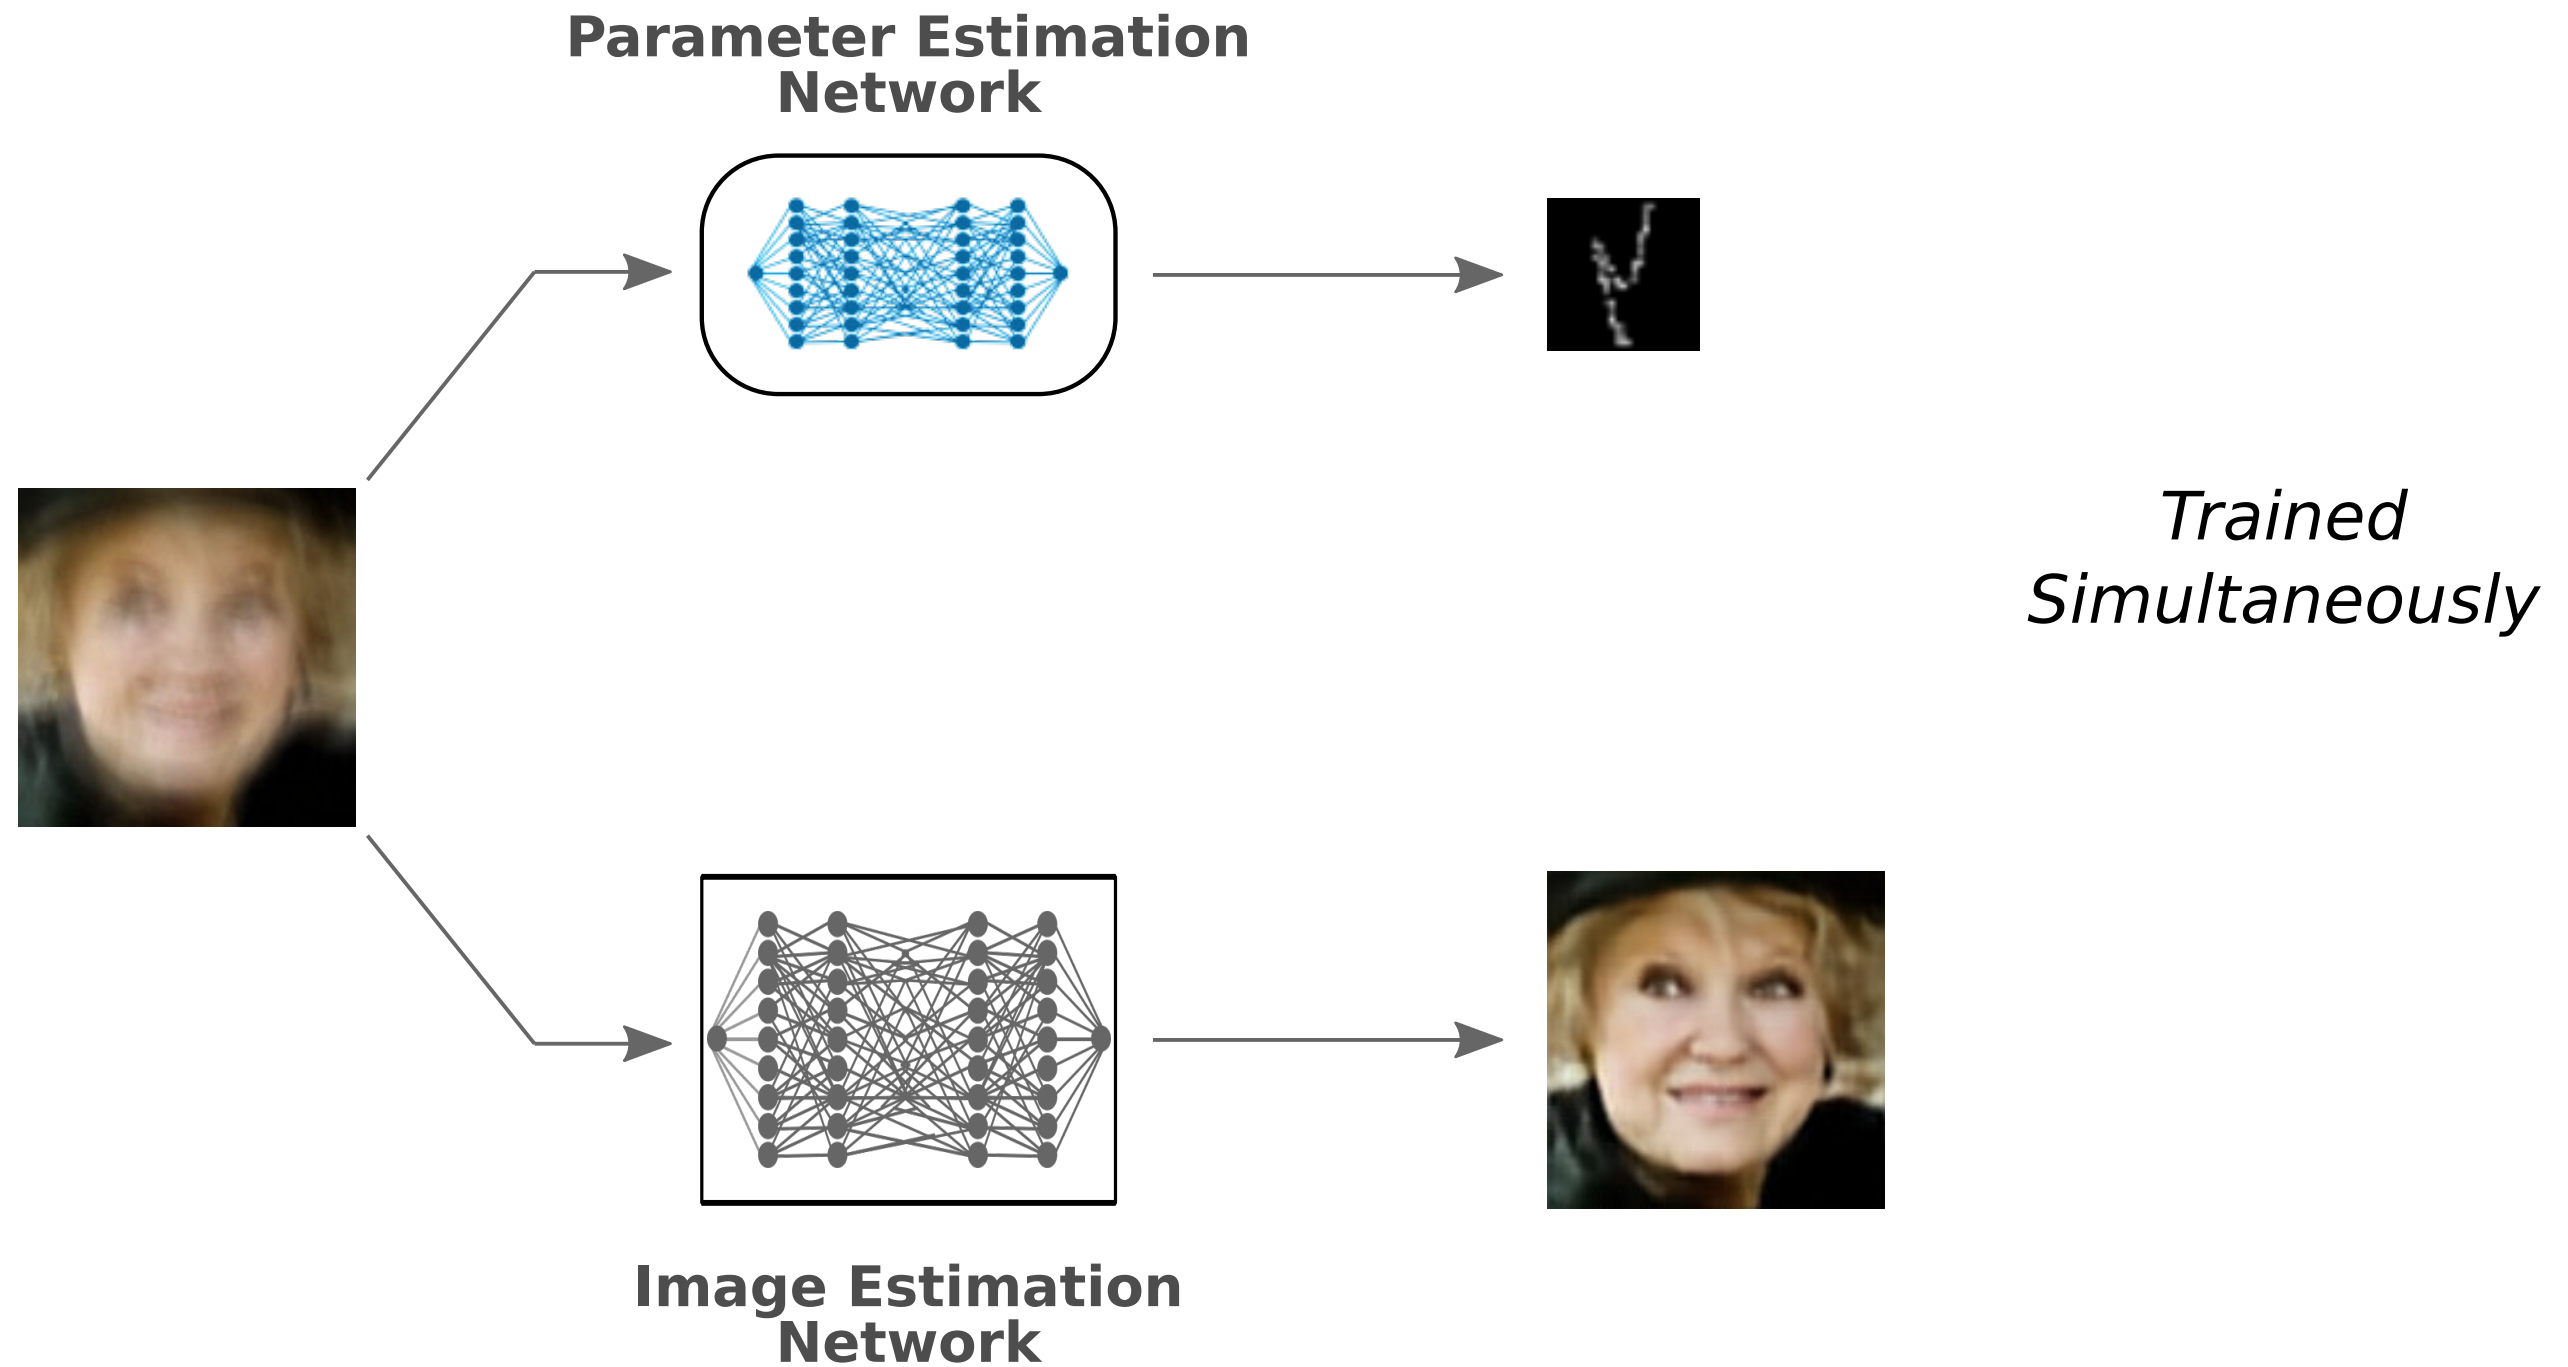 Parameter Estimation
Network
Trained
Simultaneously
Image Estimation
Network